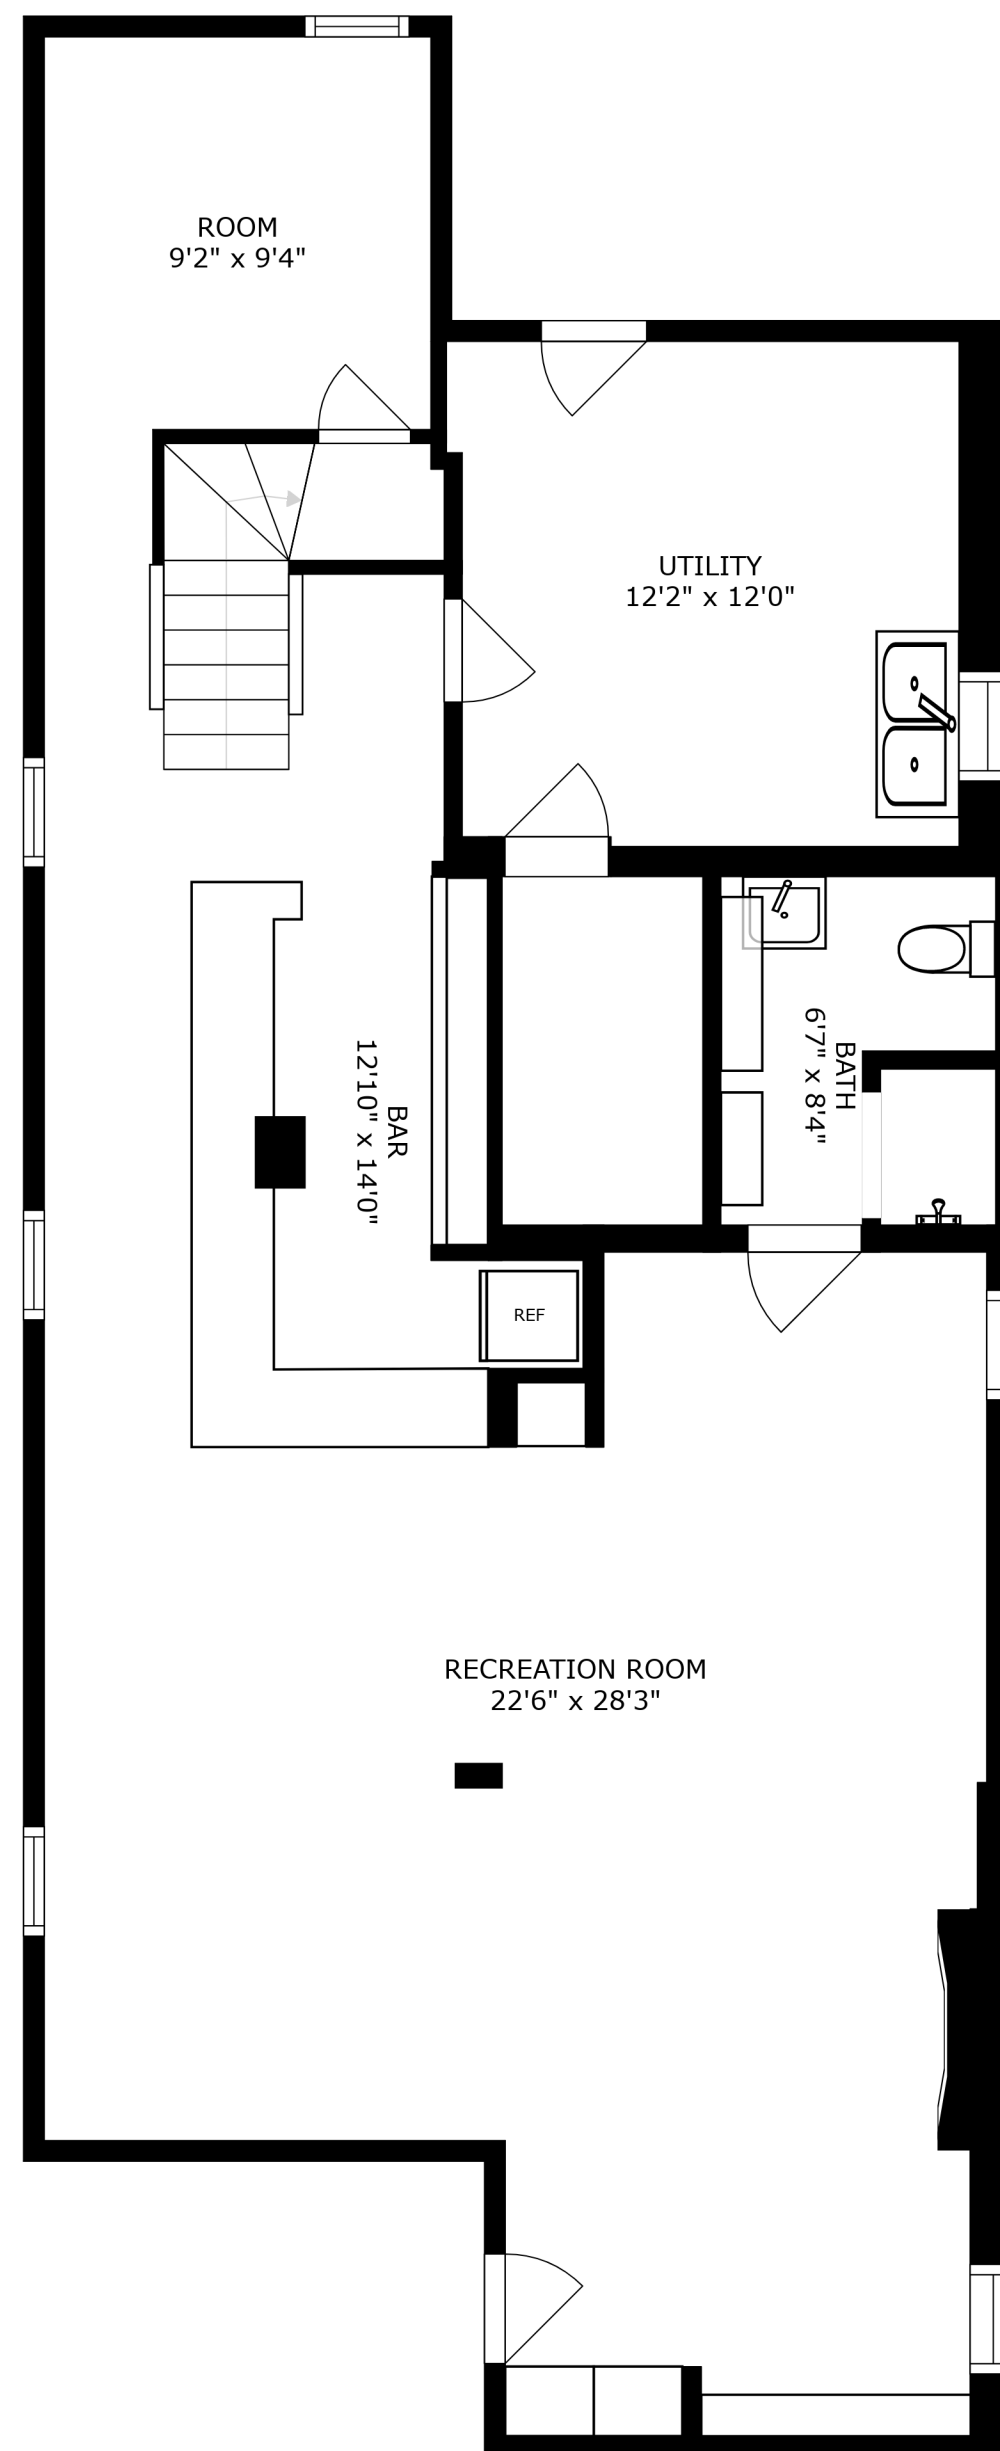 ROOM
9'2" x 9'4"
UTILITY
12'2" x 12'0"
BATH
6'7" x 8'4"
BAR
12'10" x 14'0"
REF
RECREATION ROOM
22'6" x 28'3"